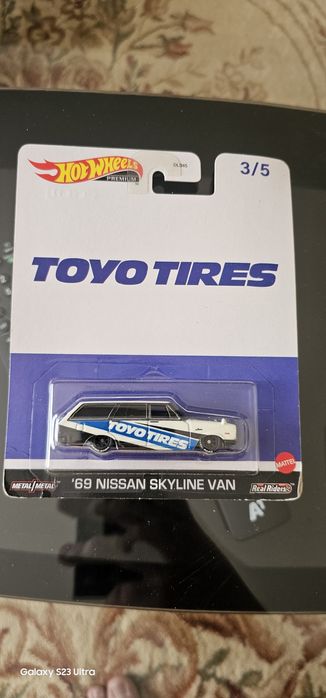 Hot Wheels
PREMIUM
3/5
TOYO TIRES
TOYO TIRES
'69 NISSAN SKYLINE VAN
MATTEL
METAL/METAL
Real Riders
Galaxy S23 Ultra